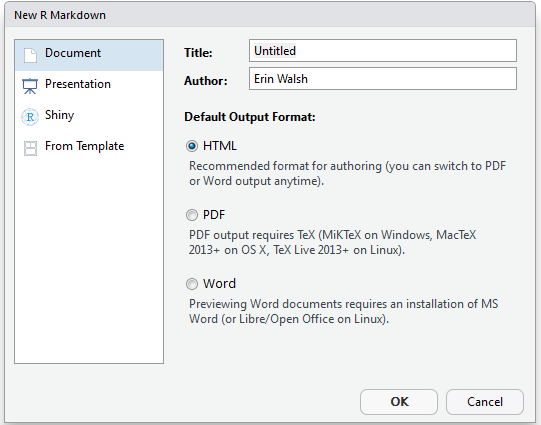 New R Markdown
Document
Presentation
R Shiny
From Template
Title: Untitled
Author: Erin Walsh
Default Output Format:
HTML
Recommended format for authoring (you can switch to PDF
or Word output anytime).
PDF
PDF output requires TeX (MiKTeX on Windows, MacTeX
2013+ on OS X, TeX Live 2013+ on Linux).
Word
Previewing Word documents requires an installation of MS
Word (or Libre/Open Office on Linux).
OK Cancel